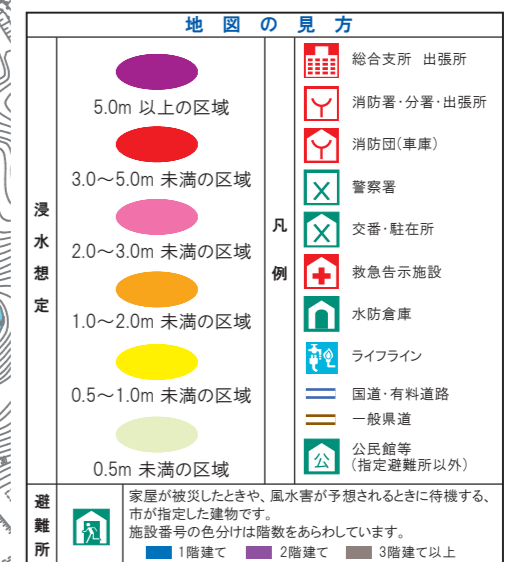 地図の見方
浸水想定
5.0m 以上の区域
3.0～5.0m 未満の区域
2.0～3.0m 未満の区域
1.0～2.0m 未満の区域
0.5～1.0m 未満の区域
0.5m 未満の区域
凡例
総合支所 出張所
消防署・分署・出張所
消防団(車庫)
警察署
交番・駐在所
救急告示施設
水防倉庫
ライフライン
国道・有料道路
一般県道
公
公民館等
(指定避難所以外)
避難所
家屋が被災したときや、風水害が予想されるときに待機する、
市が指定した建物です。
施設番号の色分けは階数をあらわしています。
1階建て 2階建て 3階建て以上